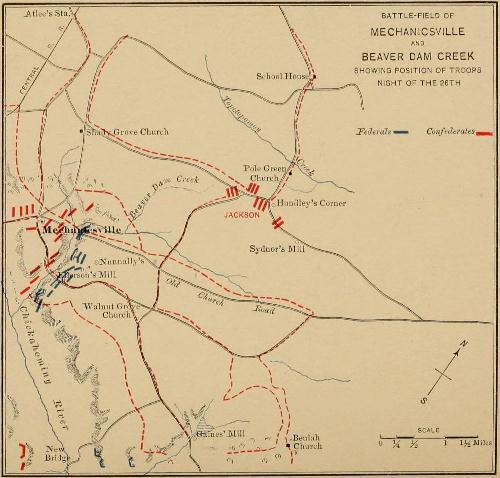 BATTLE-FIELD OF
MECHANICSVILLE
AND
BEAVER DAM CREEK
SHOWING POSITION OF TROOPS
NIGHT OF THE 26TH
Federals
Confederates
Atlee's Sta.
CENTRAL R. R.
School House
Totopotomoy
Creek
Shady Grove Church
Pole Green
Church
Beaver Dam Creek
JACKSON
Hundley's Corner
Mechanicsville
Sydnor's Mill
Nunnally's
Ellerson's Mill
Old Church Road
Walnut Grove
Church
Chickahominy River
Gaines' Mill
Beulah
Church
New
Bridge
N
S
SCALE
0 ¼ ½ 1 1½ Miles